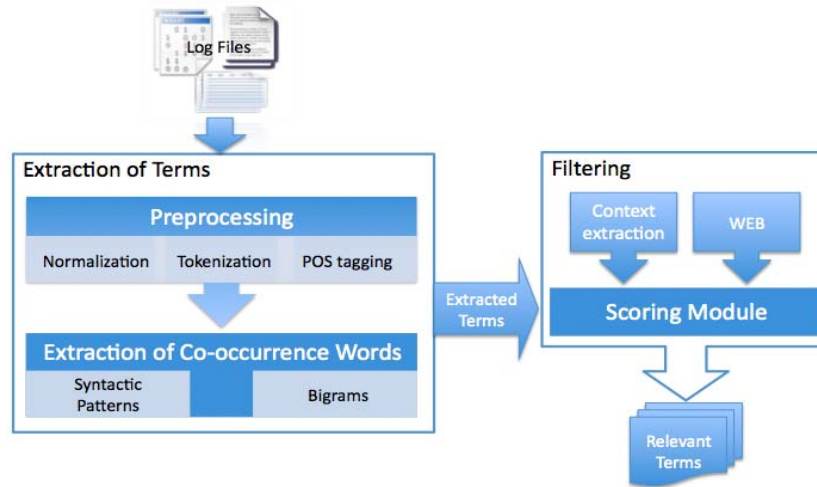 Log Files
Extraction of Terms
Preprocessing
Normalization Tokenization POS tagging
Extraction of Co-occurrence Words
Syntactic
Patterns
Bigrams
Extracted
Terms
Filtering
Context
extraction
WEB
Scoring Module
Relevant
Terms